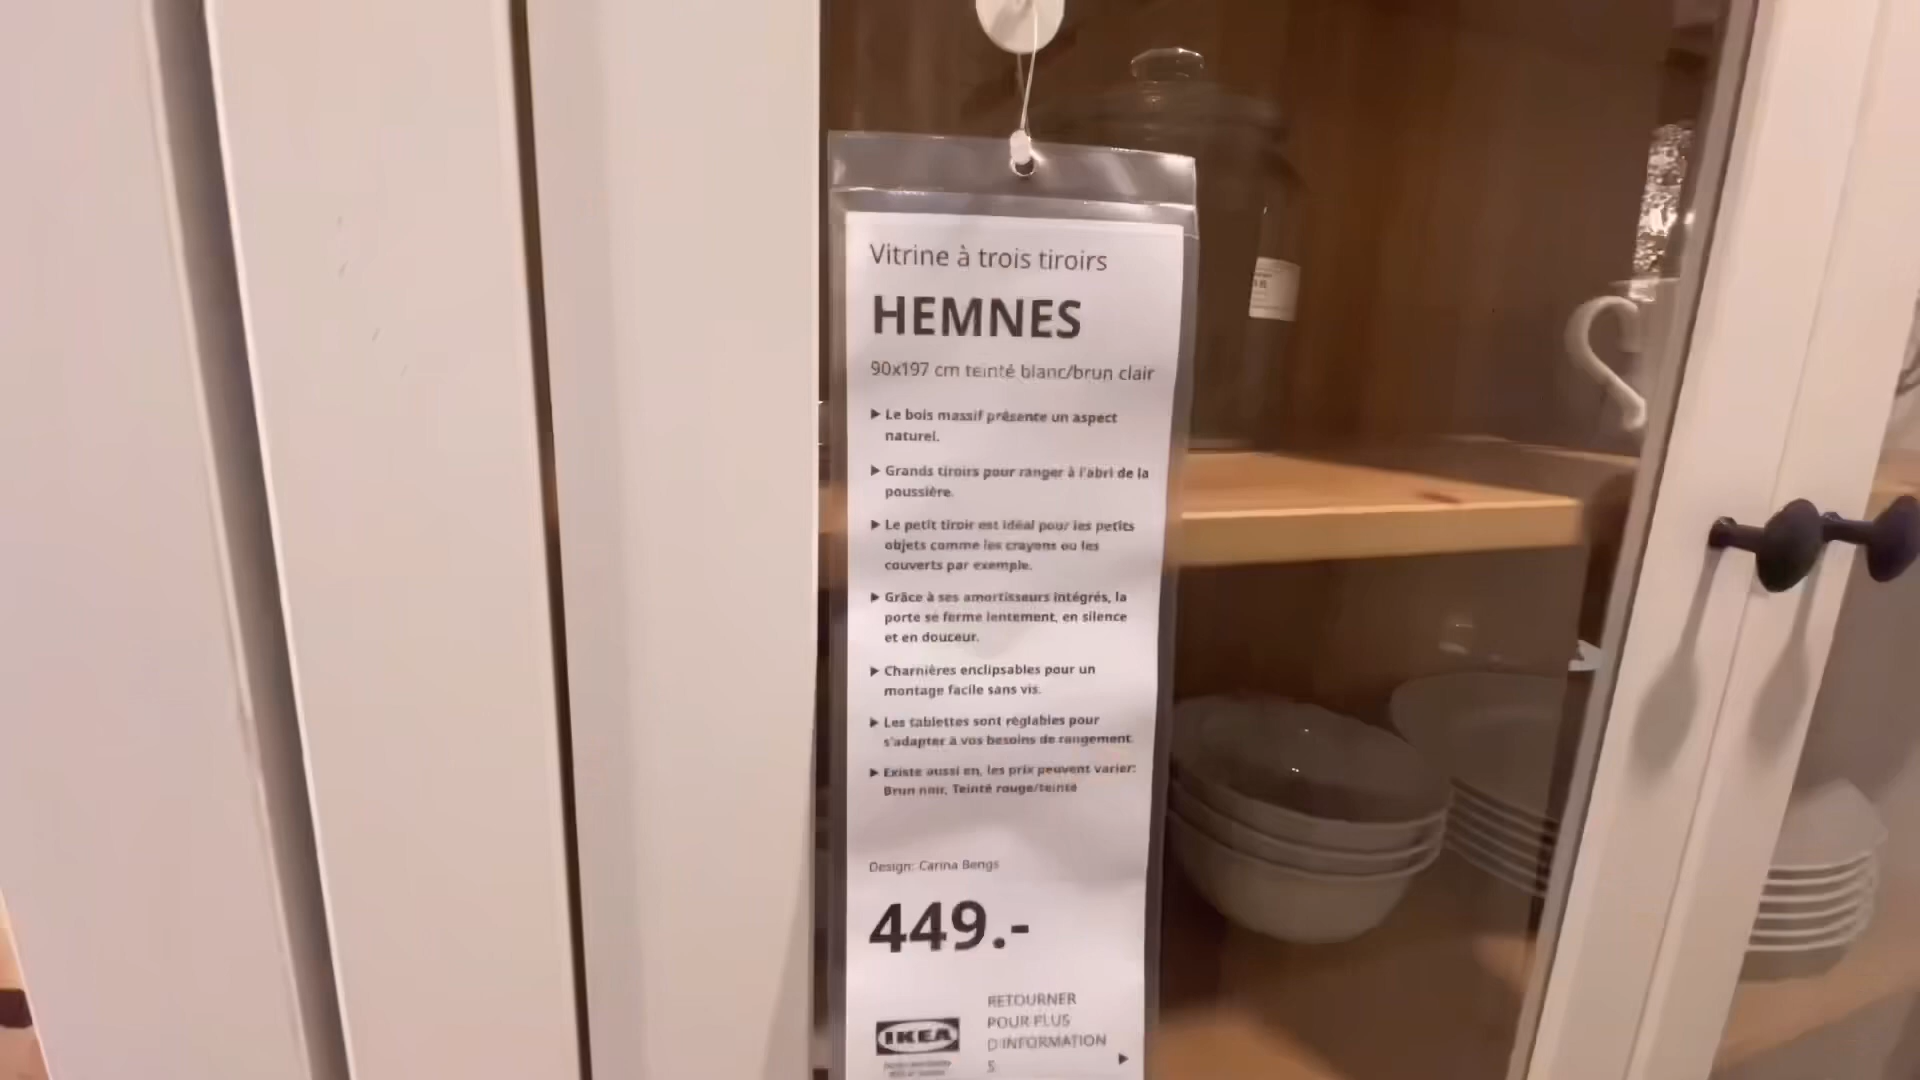 Vitrine à trois tiroirs
HEMNES
90x197 cm teinté blanc/brun clair
▶ Le bois massif présente un aspect
naturel.
▶ Grands tiroirs pour ranger à l'abri de la
poussière.
▶ Le petit tiroir est idéal pour les petits
objets comme les crayons ou les
couverts par exemple.
▶ Grâce à ses amortisseurs intégrés, la
porte se ferme lentement, en silence
et en douceur.
▶ Charnières enclipsables pour un
montage facile sans vis.
▶ Les tablettes sont réglables pour
s'adapter à vos besoins de rangement.
▶ Existe aussi en, les prix peuvent varier:
Brun noir, Teinté rouge/teinté
Design: Carina Bengs
449.-
IKEA
RETOURNER
POUR PLUS
D'INFORMATION
S
▶